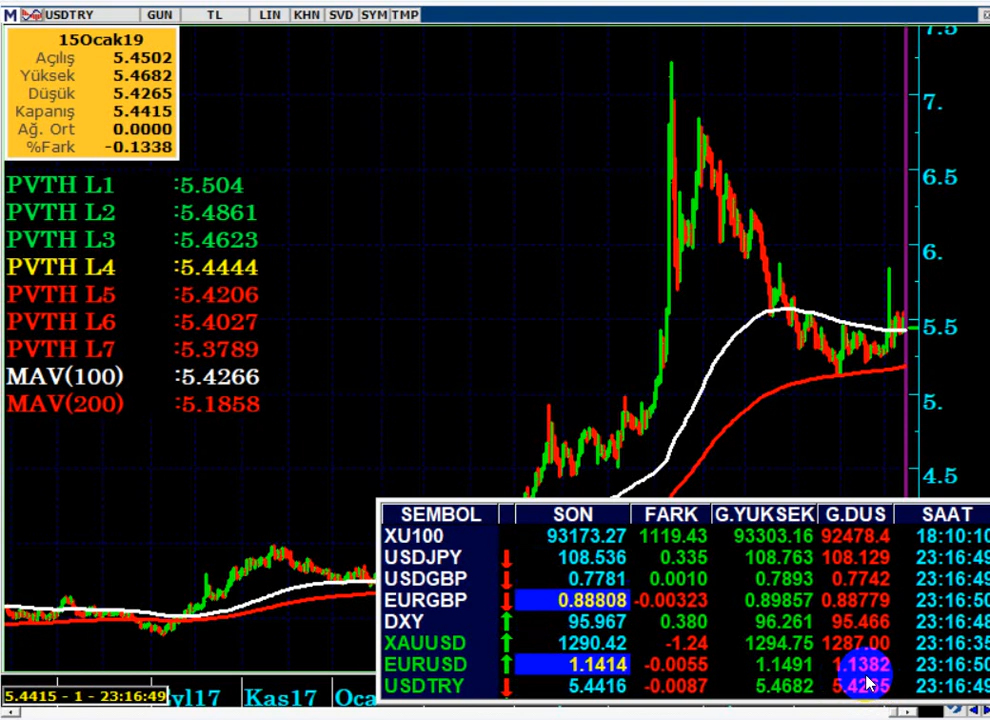 M USDTRY GUN TL LIN KHN SVD SYM TMP
15Ocak19
Açılış 5.4502
Yüksek 5.4682
Düşük 5.4265
Kapanış 5.4415
Ağ. Ort 0.0000
%Fark -0.1338
PVTH L1 :5.504
PVTH L2 :5.4861
PVTH L3 :5.4623
PVTH L4 :5.4444
PVTH L5 :5.4206
PVTH L6 :5.4027
PVTH L7 :5.3789
MAV(100) :5.4266
MAV(200) :5.1858
7.5
7.
6.5
6.
5.5
5.
4.5
SEMBOL SON FARK G.YUKSEK G.DUS SAAT
XU100 93173.27 1119.43 93303.16 92478.4 18:10:10
USDJPY 108.536 0.335 108.763 108.129 23:16:49
USDGBP 0.7781 0.0010 0.7893 0.7742 23:16:49
EURGBP 0.88808 -0.00323 0.89857 0.88779 23:16:50
DXY 95.967 0.380 96.261 95.466 23:16:48
XAUUSD 1290.42 -1.24 1294.75 1287.00 23:16:35
EURUSD 1.1414 -0.0055 1.1491 1.1382 23:16:50
USDTRY 5.4416 -0.0087 5.4682 23:16:49
5.4415 - 1 - 23:16:49 yl17 Kas17 Oca